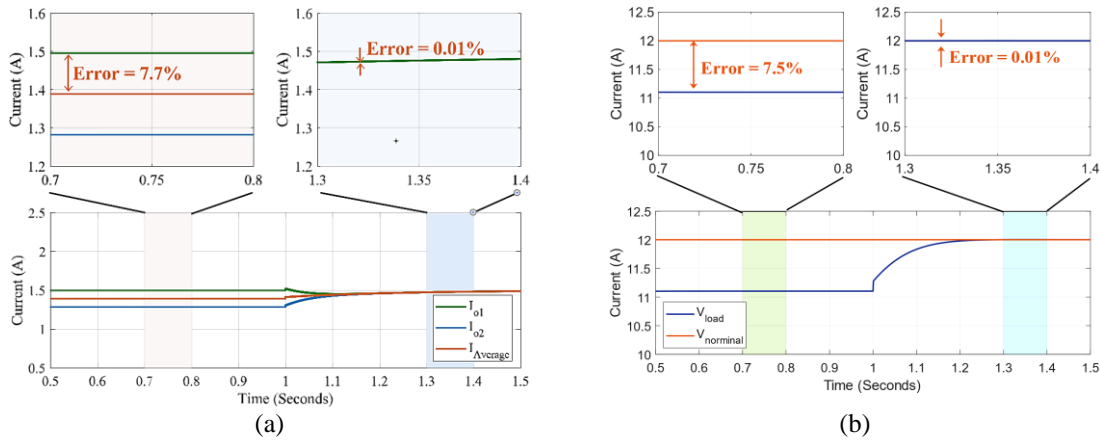 1.6
1.5
1.4
1.3
1.2
Current (A)
Error = 7.7%
0.7
0.75
0.8
1.6
1.5
1.4
1.3
1.2
Current (A)
Error = 0.01%
1.3
1.35
1.4
2.5
2
1.5
1
0.5
Current (A)
I_o1
I_o2
I_Average
0.5 0.6 0.7 0.8 0.9 1 1.1 1.2 1.3 1.4 1.5
Time (Seconds)
(a)
12.5
12
11.5
11
10.5
10
Current (A)
Error = 7.5%
0.7
0.75
0.8
12.5
12
11.5
11
10.5
10
Current (A)
Error = 0.01%
1.3
1.35
1.4
12.5
12
11.5
11
10.5
10
Current (A)
V_load
V_norminal
0.5 0.6 0.7 0.8 0.9 1 1.1 1.2 1.3 1.4 1.5
Time (Seconds)
(b)